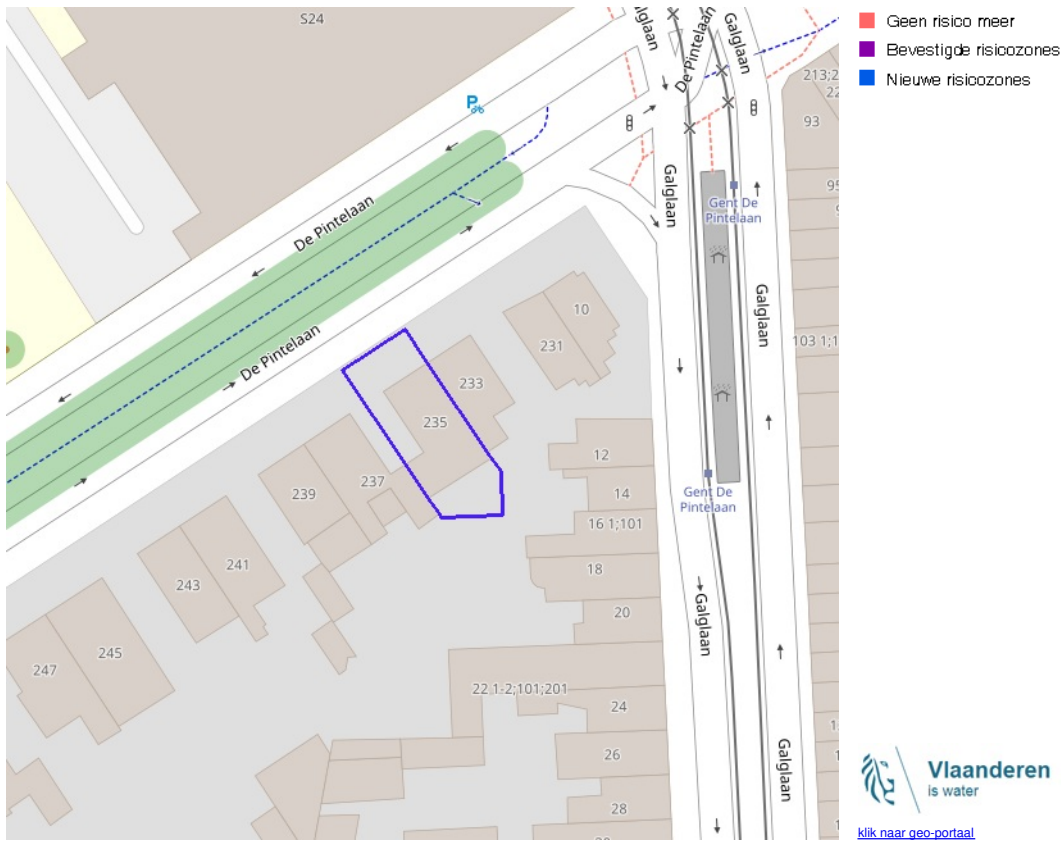 S24
Galglaan
De Pintelaan
Galglaan
213;2
22
93
P
De Pintelaan
Galglaan
95
Gent De
Pintelaan
De Pintelaan
Galglaan
10
231
103 1;1
233
235
12
237
239
14
Gent De
Pintelaan
16 1;101
241
243
18
Galglaan
20
245
247
22 1-2;101;201
24
26
Galglaan
28
Geen risico meer
Bevestigde risicozones
Nieuwe risicozones
Vlaanderen
is water
klik naar geo-portaal